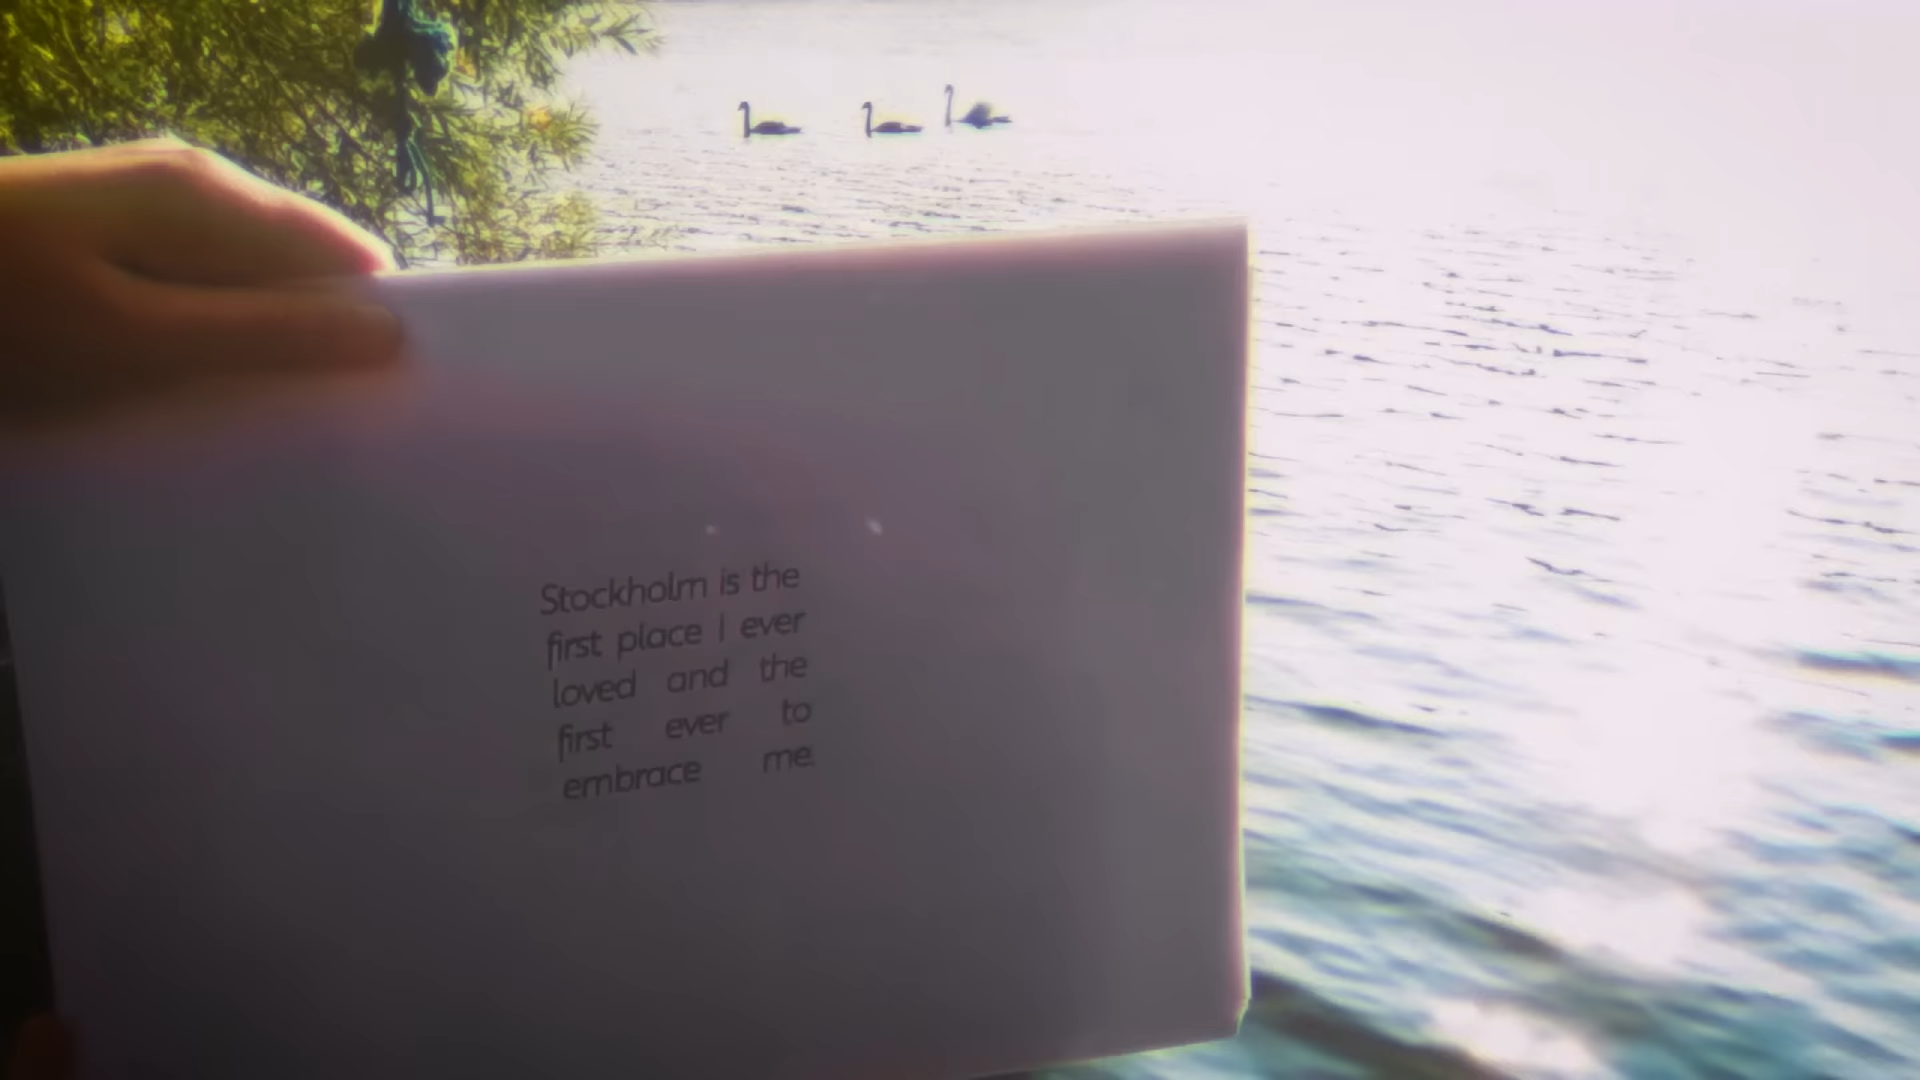 Stockholm is the
first place I ever
loved and the
first ever to
embrace me.